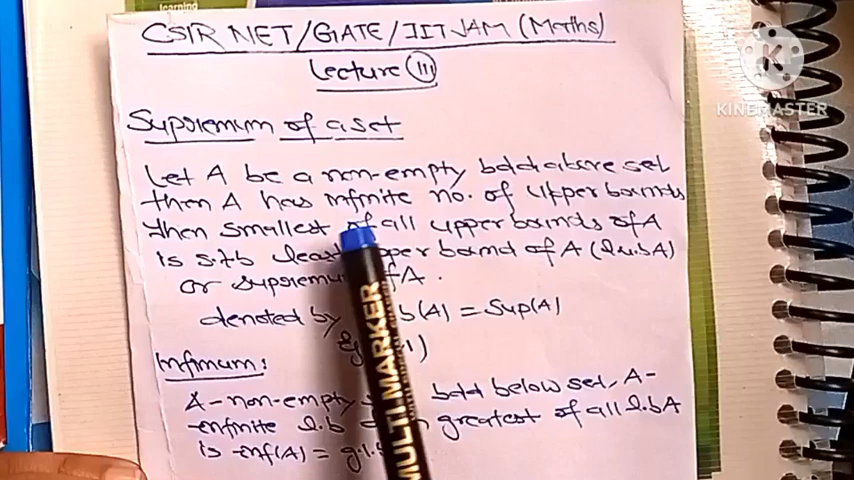 learning
CSIR NET/GATE/IIT JAM (Maths)
Lecture (III)
KINEMASTER
Supremum of a set
Let A be a non-empty bdd above set
then A has infinite no. of upper bounds
then smallest of all upper bounds of A
is s.t.b least upper bound of A (l.u.b A)
or supremum of A.
denoted by b(A) = Sup(A)
Infimum:
A-non-empty bdd below set, A-
infinite l.b greatest of all l.b A
is inf(A) = g.l.
MULTI MARKER